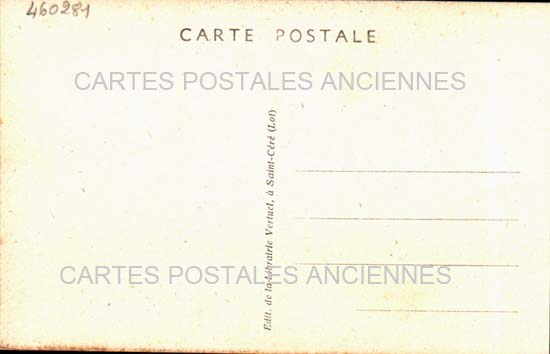 460281
CARTE POSTALE
CARTES POSTALES ANCIENNES
Edit. de la librairie Vertuel, à Saint-Céré (Lot)
CARTES POSTALES ANCIENNES